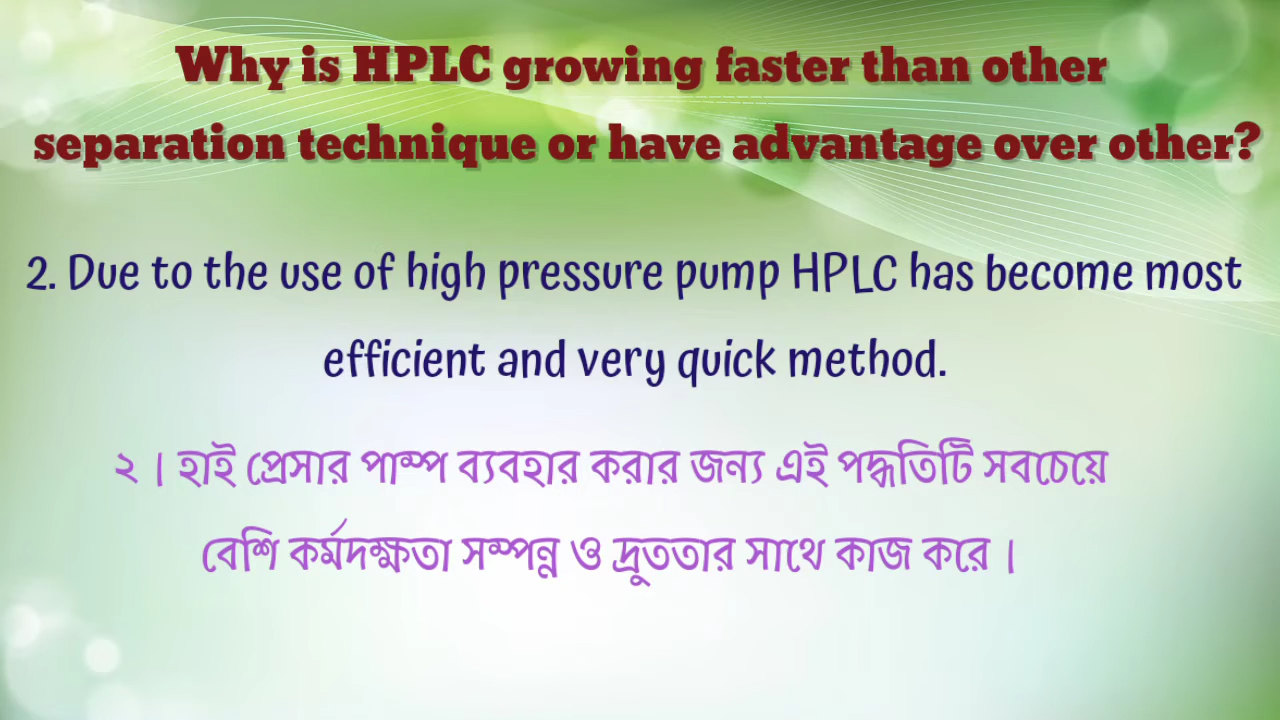 Why is HPLC growing faster than other
separation technique or have advantage over other?
2. Due to the use of high pressure pump HPLC has become most
efficient and very quick method.
২ । হাই প্রেসার পাম্প ব্যবহার করার জন্য এই পদ্ধতিটি সবচেয়ে
বেশি কর্মদক্ষতা সম্পন্ন ও দ্রুততার সাথে কাজ করে ।